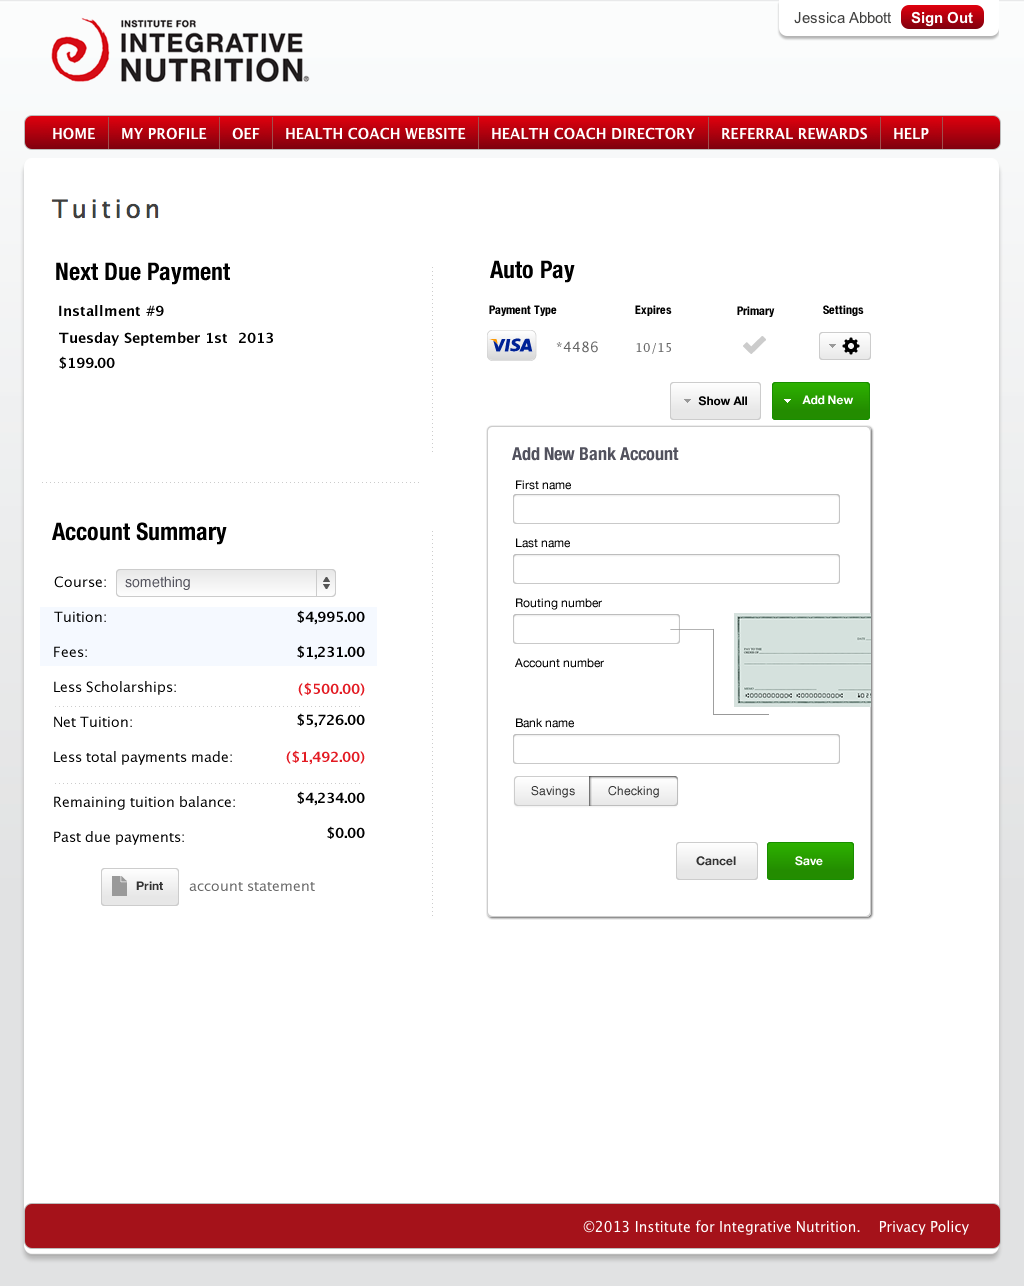 Jessica Abbott Sign Out
INSTITUTE FOR
INTEGRATIVE
NUTRITION®
HOME MY PROFILE OEF HEALTH COACH WEBSITE HEALTH COACH DIRECTORY REFERRAL REWARDS HELP
Tuition
Next Due Payment
Installment #9
Tuesday September 1st 2013
$199.00
Auto Pay
Payment Type Expires Primary Settings
VISA *4486 10/15
Show All Add New
Add New Bank Account
First name
Last name
Routing number
Account number
Bank name
Savings Checking
Cancel Save
Account Summary
Course: something
Tuition: $4,995.00
Fees: $1,231.00
Less Scholarships: ($500.00)
Net Tuition: $5,726.00
Less total payments made: ($1,492.00)
Remaining tuition balance: $4,234.00
Past due payments: $0.00
Print account statement
©2013 Institute for Integrative Nutrition. Privacy Policy